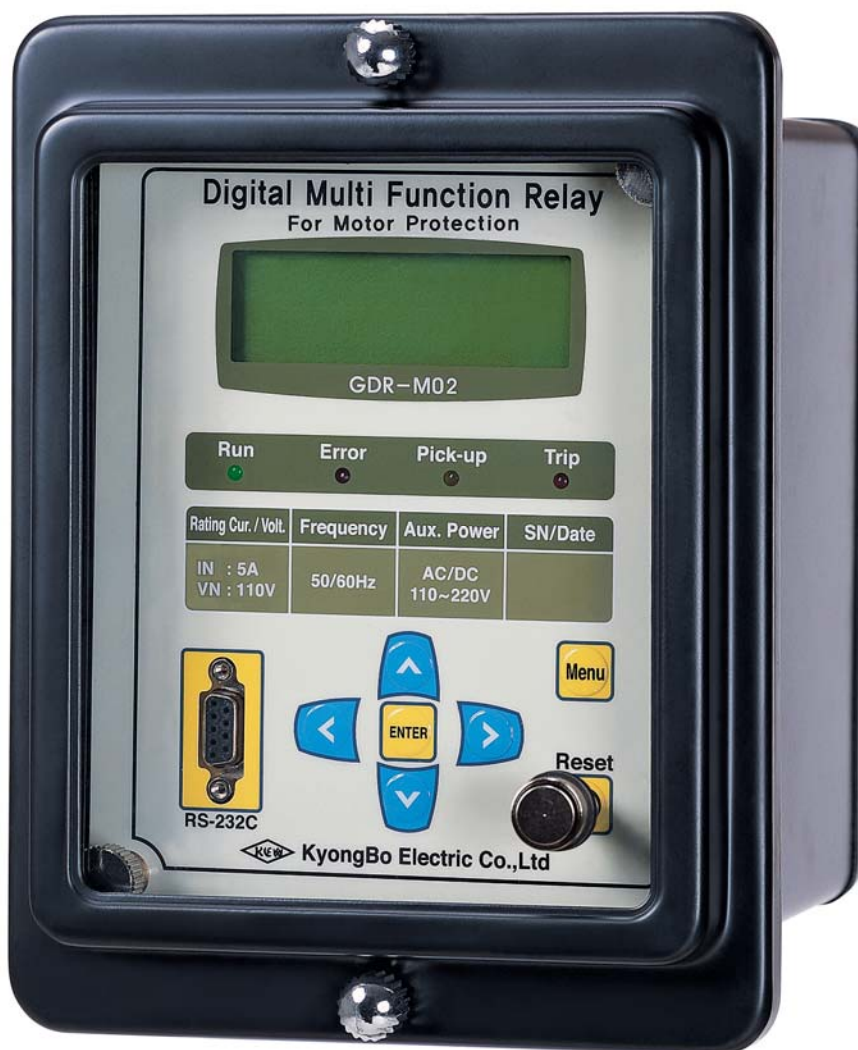 Digital Multi Function Relay
For Motor Protection
GDR-M02
Run Error Pick-up Trip
Rating Cur. / Volt. Frequency Aux. Power SN/Date
IN : 5A
VN : 110V
50/60Hz
AC/DC
110~220V
Menu
ENTER
Reset
RS-232C
KEW KyongBo Electric Co.,Ltd